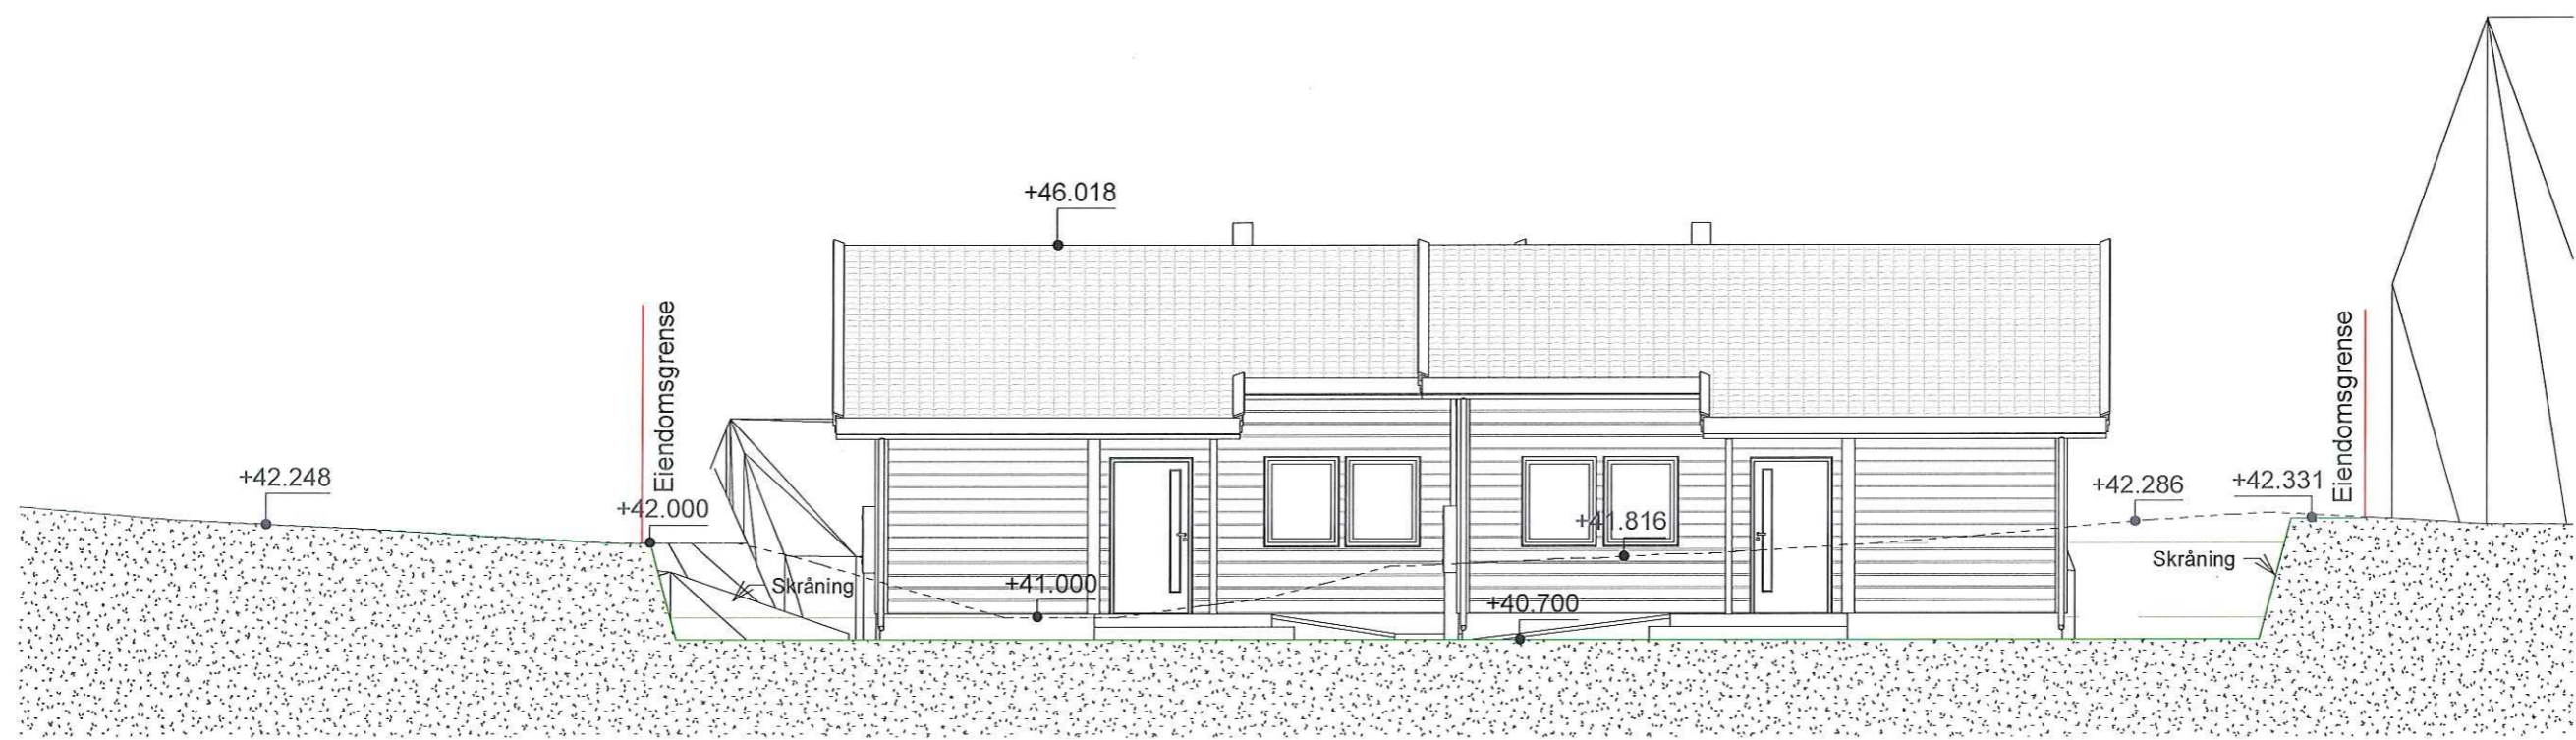 +46.018
Eiendomsgrense
Eiendomsgrense
+42.248
+42.000
+42.286
+42.331
+41.816
Skråning
Skråning
+41.000
+40.700